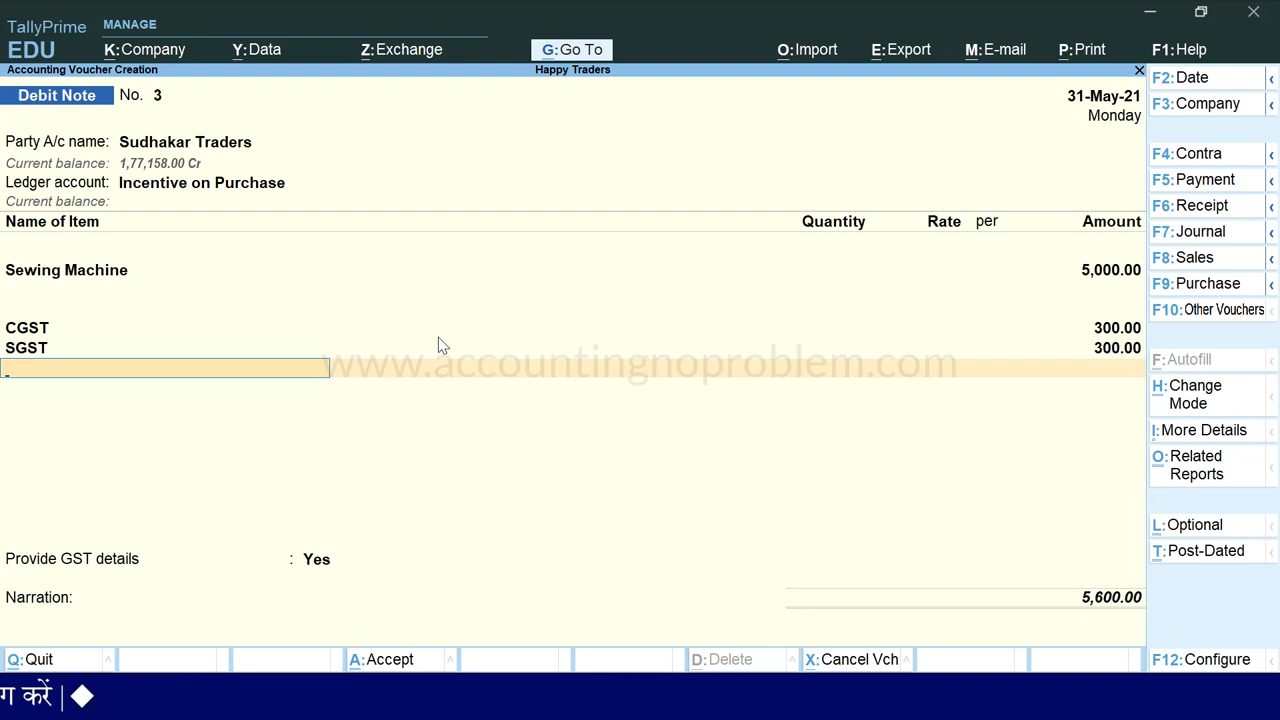 TallyPrime
EDU
MANAGE
K:Company
Y:Data
Z:Exchange
G:Go To
O:Import
E:Export
M:E-mail
P:Print
F1:Help
Accounting Voucher Creation
Happy Traders
Debit Note No. 3
31-May-21
Monday
Party A/c name: Sudhakar Traders
Current balance: 1,77,158.00 Cr
Ledger account: Incentive on Purchase
Current balance:
Name of Item Quantity Rate per Amount
Sewing Machine 5,000.00
CGST 300.00
SGST 300.00
www.accountingnoproblem.com
Provide GST details : Yes
Narration: 5,600.00
F2:Date
F3:Company
F4:Contra
F5:Payment
F6:Receipt
F7:Journal
F8:Sales
F9:Purchase
F10:Other Vouchers
F:Autofill
H:Change
Mode
I:More Details
O:Related
Reports
L:Optional
T:Post-Dated
Q:Quit
A:Accept
D:Delete
X:Cancel Vch
F12:Configure
करें |